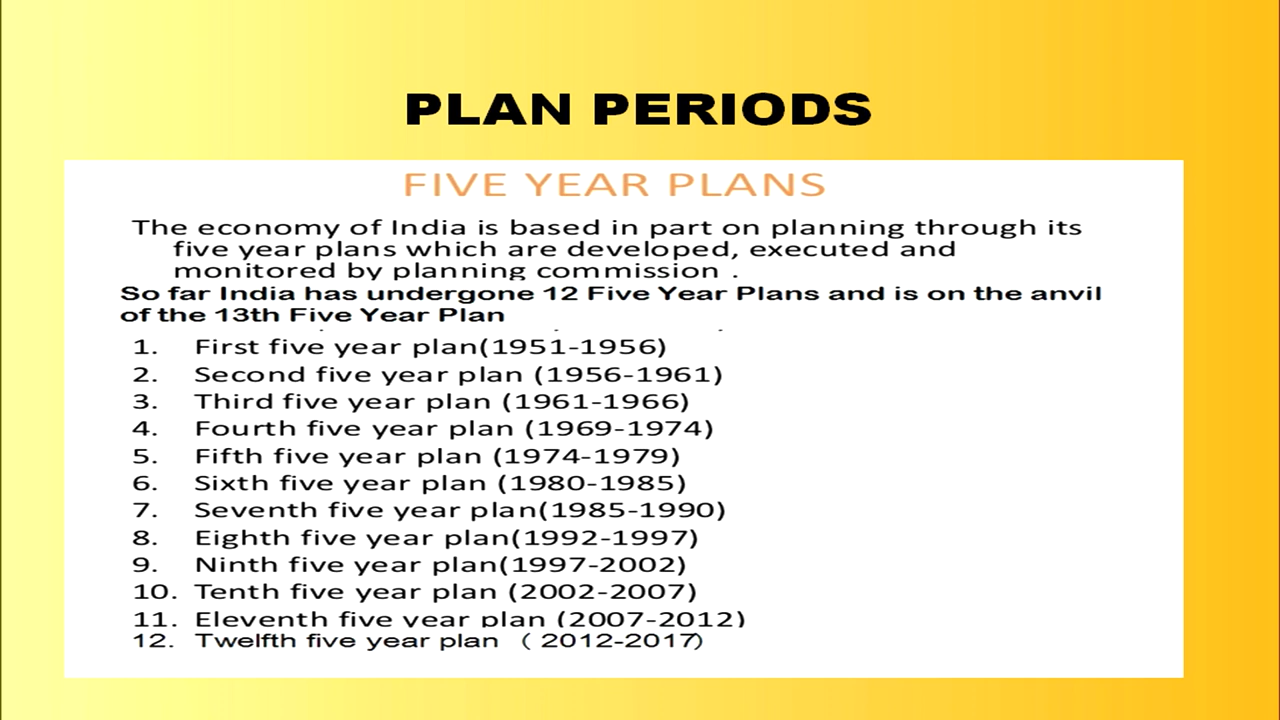 PLAN PERIODS
FIVE YEAR PLANS
The economy of India is based in part on planning through its
five year plans which are developed, executed and
monitored by planning commission .
So far India has undergone 12 Five Year Plans and is on the anvil
of the 13th Five Year Plan
1. First five year plan(1951-1956)
2. Second five year plan (1956-1961)
3. Third five year plan (1961-1966)
4. Fourth five year plan (1969-1974)
5. Fifth five year plan (1974-1979)
6. Sixth five year plan (1980-1985)
7. Seventh five year plan(1985-1990)
8. Eighth five year plan(1992-1997)
9. Ninth five year plan(1997-2002)
10. Tenth five year plan (2002-2007)
11. Eleventh five year plan (2007-2012)
12. Twelfth five year plan ( 2012-2017)